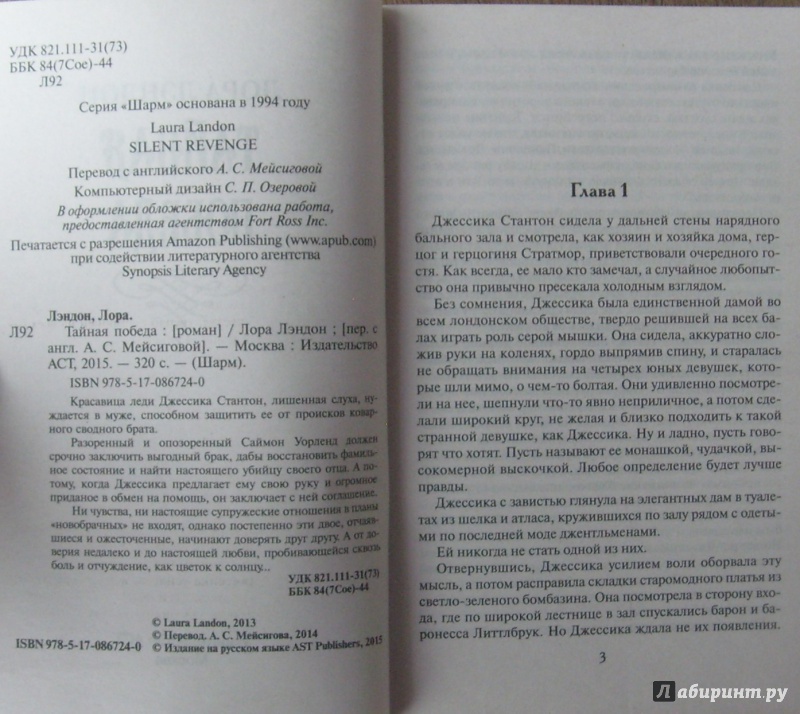 УДК 821.111-31(73)
ББК 84(7Сое)-44
Л92
Серия «Шарм» основана в 1994 году
Laura Landon
SILENT REVENGE
Перевод с английского А. С. Мейсиговой
Компьютерный дизайн С. П. Озеровой
В оформлении обложки использована работа,
предоставленная агентством Fort Ross Inc.
Печатается с разрешения Amazon Publishing (www.apub.com)
при содействии литературного агентства
Synopsis Literary Agency
Лэндон, Лора.
Л92 Тайная победа : [роман] / Лора Лэндон ; [пер. с
англ. А. С. Мейсиговой]. — Москва : Издательство
АСТ, 2015. — 320 с. — (Шарм).
ISBN 978-5-17-086724-0
Красавица леди Джессика Стантон, лишенная слуха, ну-
ждается в муже, способном защитить ее от происков ковар-
ного сводного брата.
Разоренный и опозоренный Саймон Уорленд должен
срочно заключить выгодный брак, дабы восстановить фамиль-
ное состояние и найти настоящего убийцу своего отца. А по-
тому, когда Джессика предлагает ему свою руку и огромное
приданое в обмен на помощь, он заключает с ней соглашение.
Ни чувства, ни настоящие супружеские отношения в планы
«новобрачных» не входят, однако постепенно эти двое, отчаяв-
шиеся и ожесточенные, начинают доверять друг другу. А от до-
верия недалеко и до настоящей любви, пробивающейся сквозь
боль и отчуждение, как цветок к солнцу...
УДК 821.111-31(73)
ББК 84(7Сое)-44
© Laura Landon, 2013
© Перевод. А. С. Мейсигова, 2014
ISBN 978-5-17-086724-0 © Издание на русском языке AST Publishers, 2015
Глава 1
Джессика Стантон сидела у дальней стены нарядного
бального зала и смотрела, как хозяин и хозяйка дома, гер-
цог и герцогиня Стратмор, приветствовали очередного го-
стя. Как всегда, ее мало кто замечал, а случайное любопыт-
ство она привычно пресекала холодным взглядом.
Без сомнения, Джессика была единственной дамой во
всем лондонском обществе, твердо решившей на всех ба-
лах играть роль серой мышки. Она сидела, аккуратно сло-
жив руки на коленях, гордо выпрямив спину, и старалась
не обращать внимания на четырех юных девушек, кото-
рые шли мимо, о чем-то болтая. Они удивленно посмотре-
ли на нее, шепнули что-то явно неприличное, а потом сде-
лали широкий круг, не желая и близко подходить к такой
странной девушке, как Джессика. Ну и ладно, пусть гово-
рят что хотят. Пусть называют ее монашкой, чудачкой, вы-
сокомерной выскочкой. Любое определение будет лучше
правды.
Джессика с завистью глянула на элегантных дам в туале-
тах из шелка и атласа, кружившихся по залу рядом с одеты-
ми по последней моде джентльменами.
Ей никогда не стать одной из них.
Отвернувшись, Джессика усилием воли оборвала эту
мысль, а потом расправила складки старомодного платья из
светло-зеленого бомбазина. Она посмотрела в сторону вхо-
да, где по широкой лестнице в зал спускались барон и ба-
ронесса Литтлбрук. Но Джессика ждала не их появления.
3
Лабиринт.ру